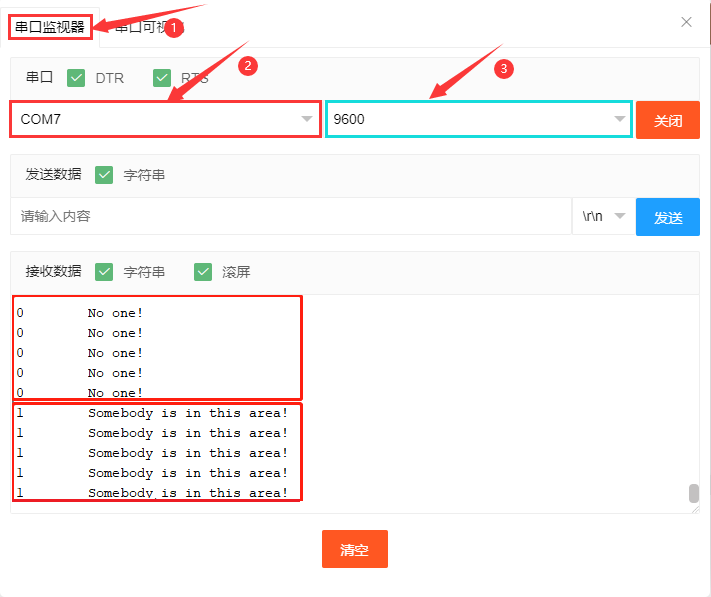 串口监视器 串口可视 1
2
3
串口 DTR RTS
COM7 9600 关闭
发送数据 字符串
请输入内容 \r\n 发送
接收数据 字符串 滚屏
0 No one!
0 No one!
0 No one!
0 No one!
0 No one!
1 Somebody is in this area!
1 Somebody is in this area!
1 Somebody is in this area!
1 Somebody is in this area!
1 Somebody is in this area!
清空